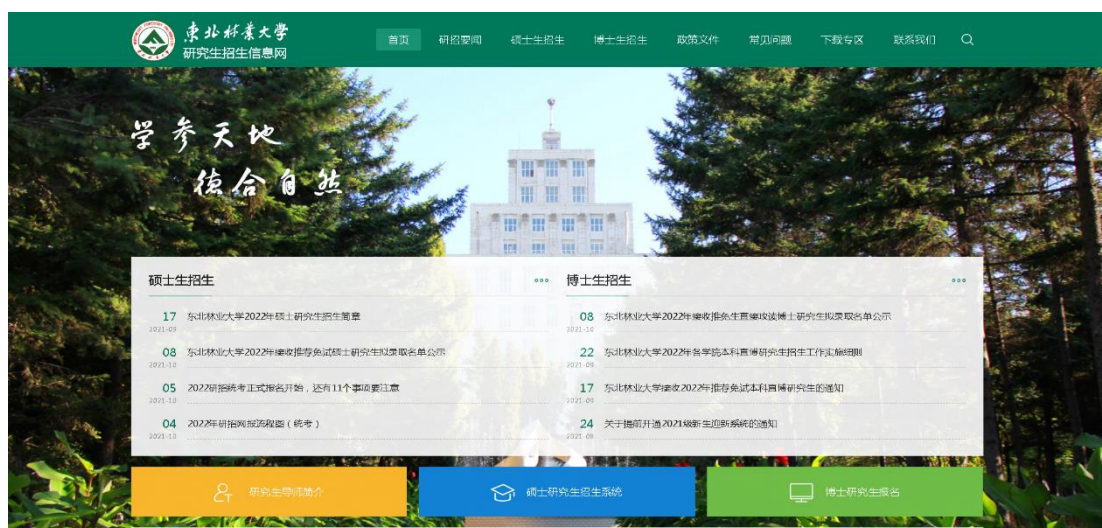 东北林业大学
研究生招生信息网
首页 研招要闻 硕士生招生 博士生招生 政策文件 常见问题 下载专区 联系我们
学参天地
德合自然
硕士生招生
17 东北林业大学2022年硕士研究生招生简章
2021-09
08 东北林业大学2022年接收推荐免试硕士研究生拟录取名单公示
2021-10
05 2022研招统考正式报名开始，还有11个事项要注意
2021-10
04 2022年研招网报流程图（统考）
2021-10
博士生招生
08 东北林业大学2022年接收推免生直接攻读博士研究生拟录取名单公示
2021-10
22 东北林业大学2022年各学院本科直博研究生招生工作实施细则
2021-09
17 东北林业大学接收2022年推荐免试本科直博研究生的通知
2021-09
24 关于提前开通2021级新生迎新系统的通知
2021-08
研究生导师简介
硕士研究生招生系统
博士研究生报名